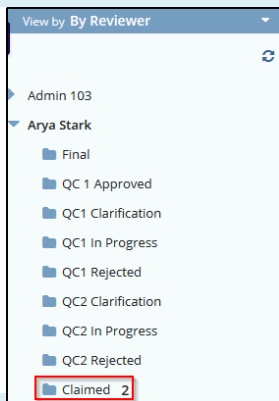 View by By Reviewer
Admin 103
Arya Stark
Final
QC 1 Approved
QC1 Clarification
QC1 In Progress
QC1 Rejected
QC2 Clarification
QC2 In Progress
QC2 Rejected
Claimed 2